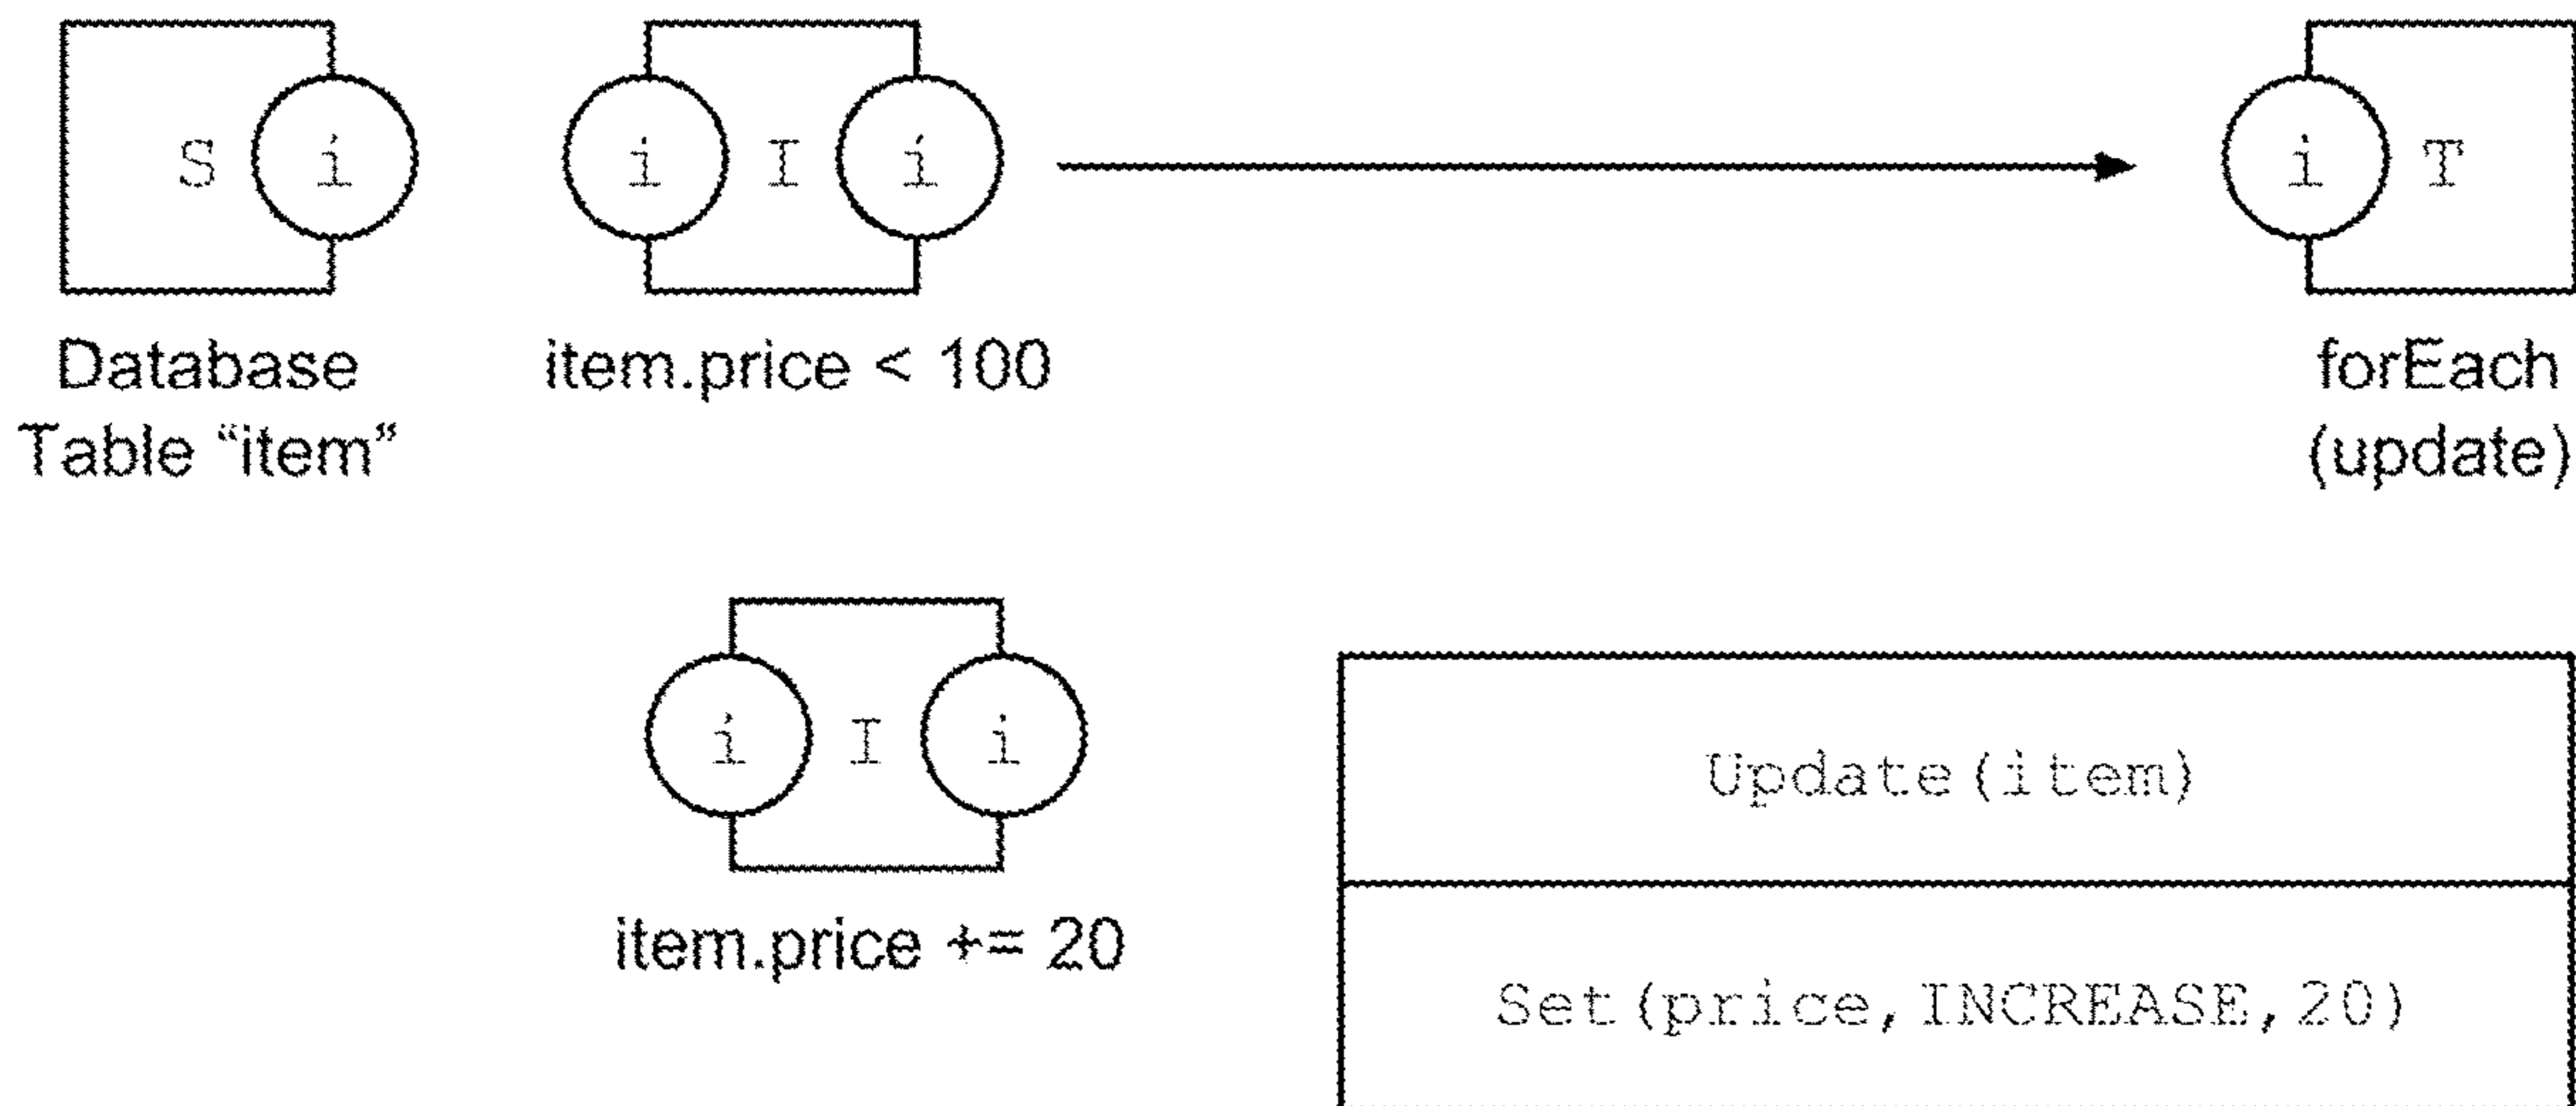 S i i I i i T
Database item.price < 100 forEach
Table “item” (update)
i I i
Update(item)
item.price += 20
Set(price,INCREASE,20)